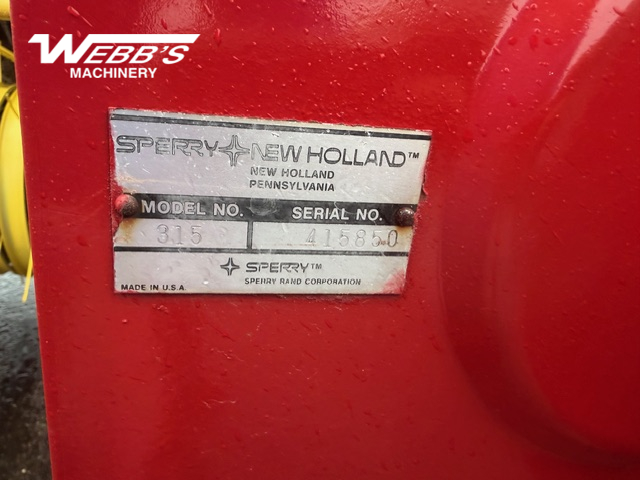 WEBB'S
MACHINERY
SPERRY NEW HOLLAND™
NEW HOLLAND
PENNSYLVANIA
MODEL NO. SERIAL NO.
315 415850
SPERRY™
SPERRY RAND CORPORATION
MADE IN U.S.A.